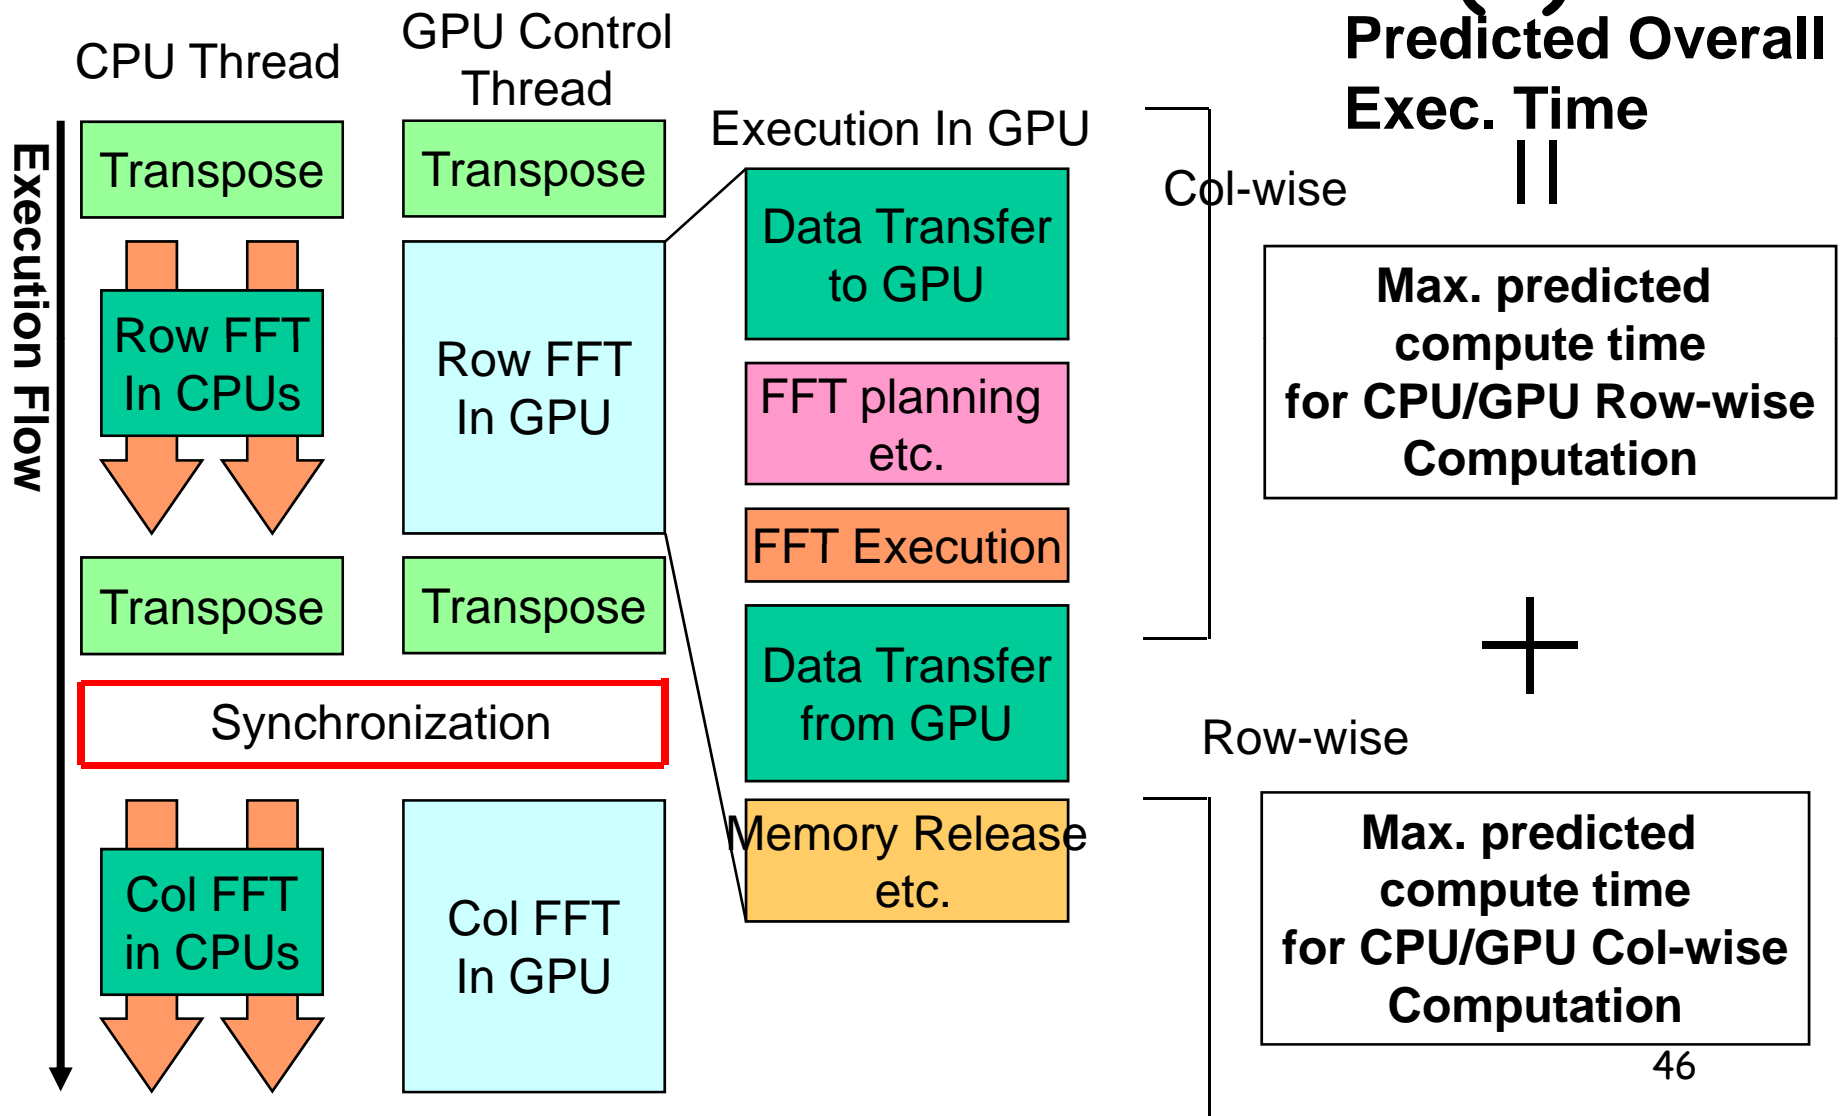 CPU Thread
GPU Control
Thread
Execution Flow
Transpose
Transpose
Row FFT
In CPUs
Row FFT
In GPU
Transpose
Transpose
Synchronization
Col FFT
in CPUs
Col FFT
In GPU
Execution In GPU
Data Transfer
to GPU
FFT planning
etc.
FFT Execution
Data Transfer
from GPU
Memory Release
etc.
Col-wise
Row-wise
Predicted Overall
Exec. Time
||
Max. predicted
compute time
for CPU/GPU Row-wise
Computation
+
Max. predicted
compute time
for CPU/GPU Col-wise
Computation
46